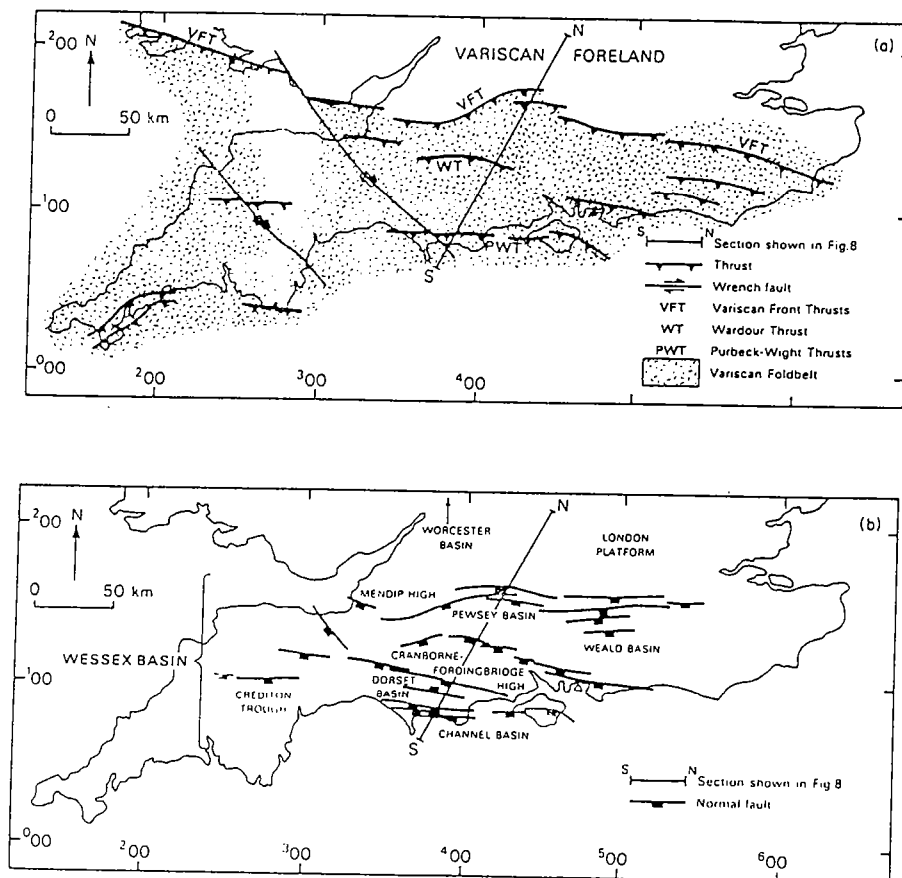 ²00 N
VFT
VARISCAN FORELAND
N
(a)
0 50 km
VFT
VFT
WT
¹00
PWT
S
S N
Section shown in Fig.8
Thrust
Wrench fault
VFT Variscan Front Thrusts
WT Wardour Thrust
PWT Purbeck-Wight Thrusts
Variscan Foldbelt
⁰00
²00 ³00 ⁴00
²00 N
WORCESTER
BASIN
N
LONDON
PLATFORM
(b)
0 50 km
MENDIP HIGH
PEWSEY BASIN
WEALD BASIN
WESSEX BASIN
CRANBORNE-
FORDINGBRIDGE
HIGH
¹00
DORSET
BASIN
CREDITON
TROUGH
CHANNEL BASIN
S
S N
Section shown in Fig 8
Normal fault
⁰00
²00 ³00 ⁴00 ⁵00 ⁶00